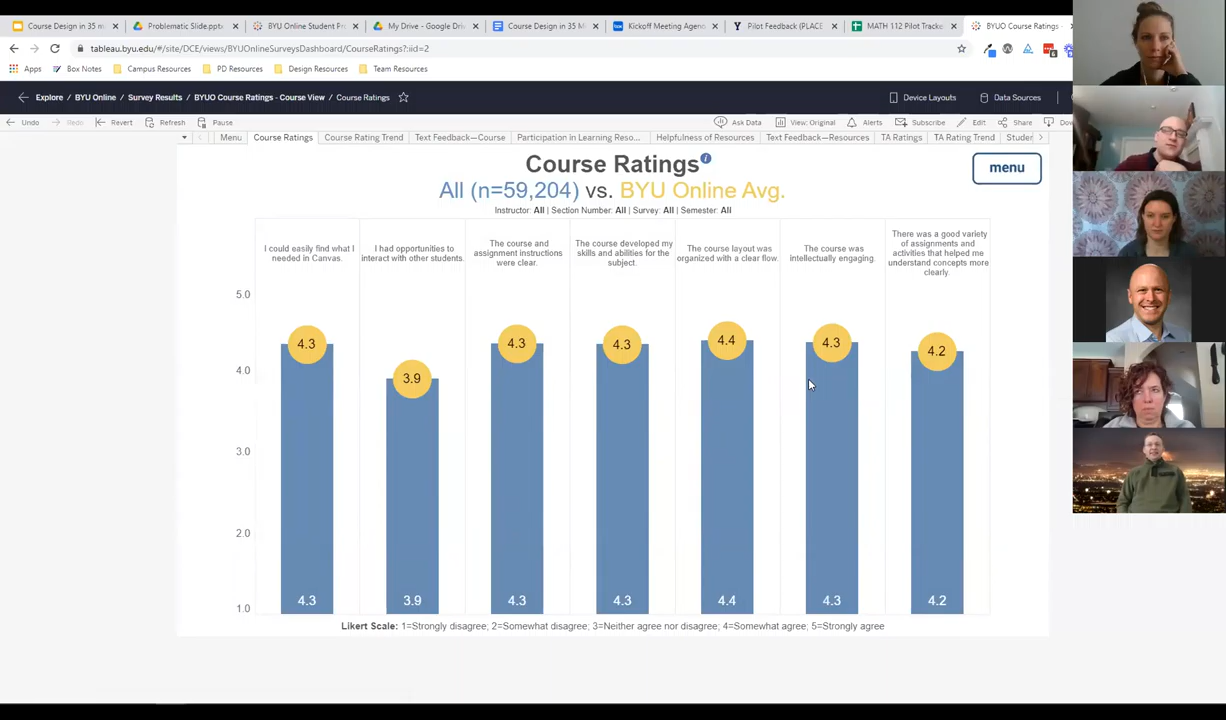 Course Design in 35 m
Problematic Slide.pptx
BYU Online Student Pr
My Drive - Google Driv
Course Design in 35 M
Kickoff Meeting Agend
Pilot Feedback (PLACE
MATH 112 Pilot Tracke
BYUO Course Ratings -
tableau.byu.edu/#/site/DCE/views/BYUOnlineSurveysDashboard/CourseRatings?:iid=2
Apps
Box Notes
Campus Resources
PD Resources
Design Resources
Team Resources
Explore / BYU Online / Survey Results / BYUO Course Ratings - Course View / Course Ratings
Device Layouts
Data Sources
Undo
Redo
Revert
Refresh
Pause
Ask Data
View: Original
Alerts
Subscribe
Edit
Share
Dow
Menu
Course Ratings
Course Rating Trend
Text Feedback—Course
Participation in Learning Reso...
Helpfulness of Resources
Text Feedback—Resources
TA Ratings
TA Rating Trend
Studer
Course Ratings i
menu
All (n=59,204) vs. BYU Online Avg.
Instructor: All | Section Number: All | Survey: All | Semester: All
I could easily find what I
needed in Canvas.
I had opportunities to
interact with other students.
The course and
assignment instructions
were clear.
The course developed my
skills and abilities for the
subject.
The course layout was
organized with a clear flow.
The course was
intellectually engaging.
There was a good variety
of assignments and
activities that helped me
understand concepts more
clearly.
5.0
4.0
3.0
2.0
1.0
4.3
3.9
4.3
4.3
4.4
4.3
4.2
4.3
3.9
4.3
4.3
4.4
4.3
4.2
Likert Scale: 1=Strongly disagree; 2=Somewhat disagree; 3=Neither agree nor disagree; 4=Somewhat agree; 5=Strongly agree